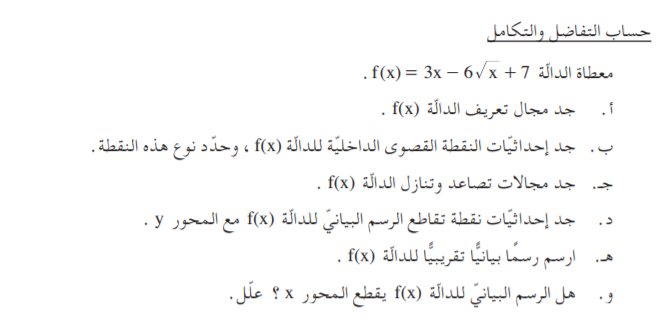 حساب التفاضل والتكامل
معطاة الدالّة f(x) = 3x − 6√x + 7 .
أ. جد مجال تعريف الدالّة f(x) .
ب. جد إحداثيّات النقطة القصوى الداخليّة للدالّة f(x) ، وحدّد نوع هذه النقطة.
جـ. جد مجالات تصاعد وتنازل الدالّة f(x) .
د. جد إحداثيّات نقطة تقاطع الرسم البيانيّ للدالّة f(x) مع المحور y .
هـ. ارسم رسمًا بيانيًّا تقريبيًّا للدالّة f(x) .
و. هل الرسم البيانيّ للدالّة f(x) يقطع المحور x ؟ علّل.